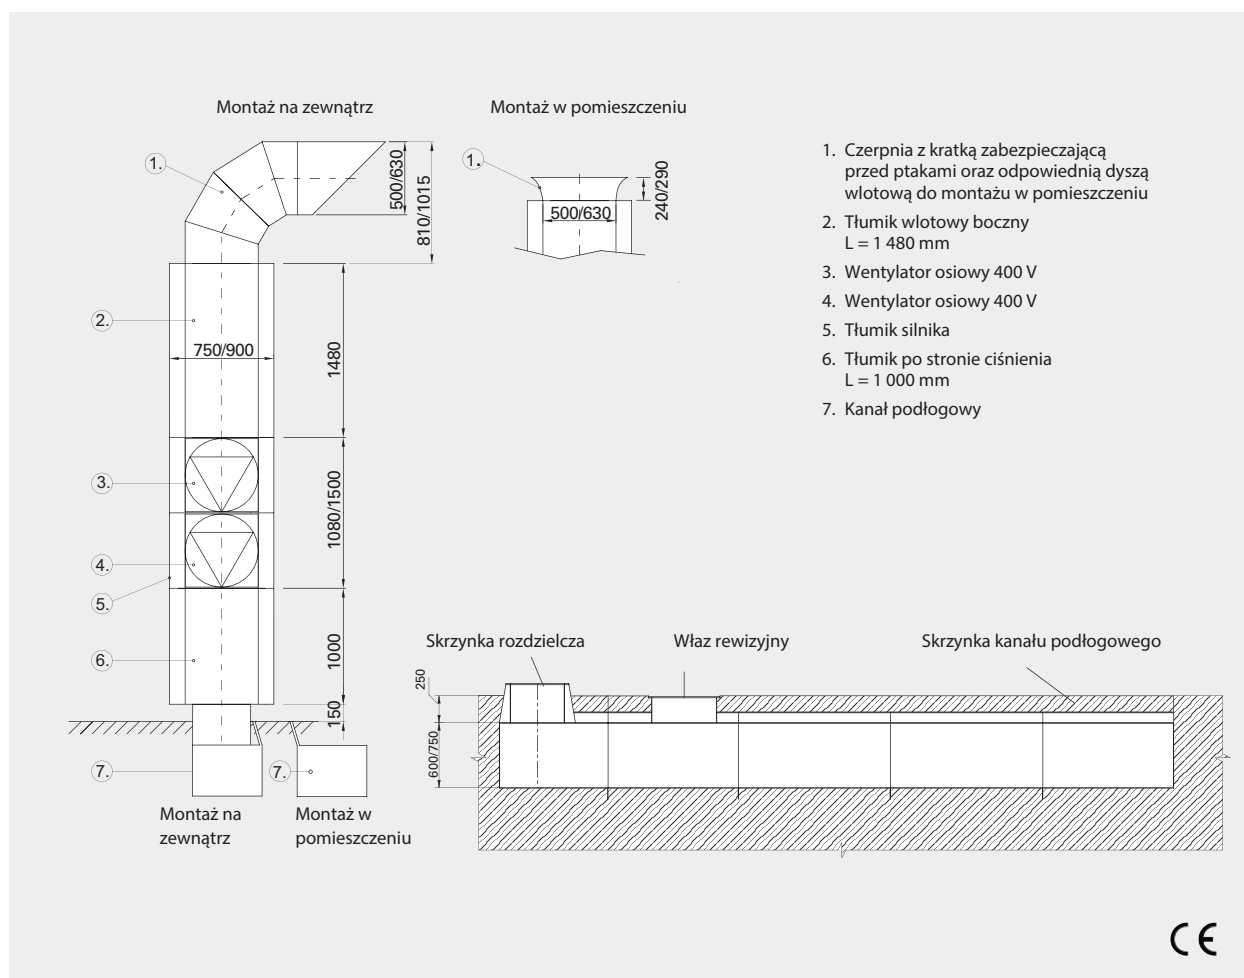 Montaż na zewnątrz
Montaż w pomieszczeniu
1.
500/630
810/1015
1.
500/630
240/290
1. Czerpnia z kratką zabezpieczającą
przed ptakami oraz odpowiednią dyszą
wlotową do montażu w pomieszczeniu
2. Tłumik wlotowy boczny
L = 1 480 mm
3. Wentylator osiowy 400 V
4. Wentylator osiowy 400 V
5. Tłumik silnika
6. Tłumik po stronie ciśnienia
L = 1 000 mm
7. Kanał podłogowy
2.
750/900
1480
3.
1080/1500
4.
5.
6.
1000
150
7.
7.
Montaż na
zewnątrz
Montaż w
pomieszczeniu
Skrzynka rozdzielcza
Właz rewizyjny
Skrzynka kanału podłogowego
250
600/750
CE